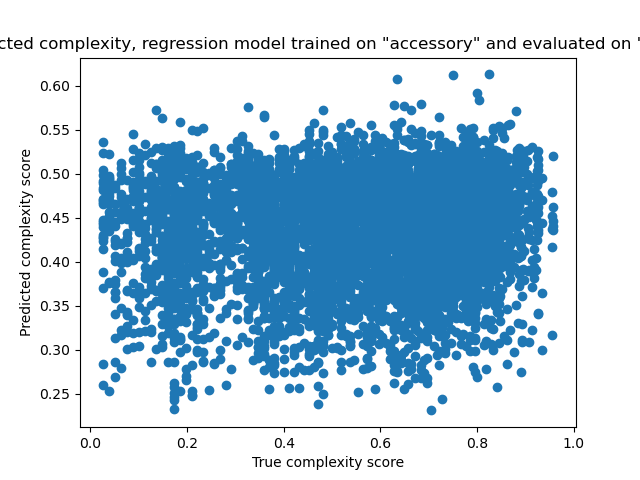 cted complexity, regression model trained on "accessory" and evaluated on "
0.60
0.55
0.50
0.45
0.40
0.35
0.30
0.25
Predicted complexity score
0.0 0.2 0.4 0.6 0.8 1.0
True complexity score